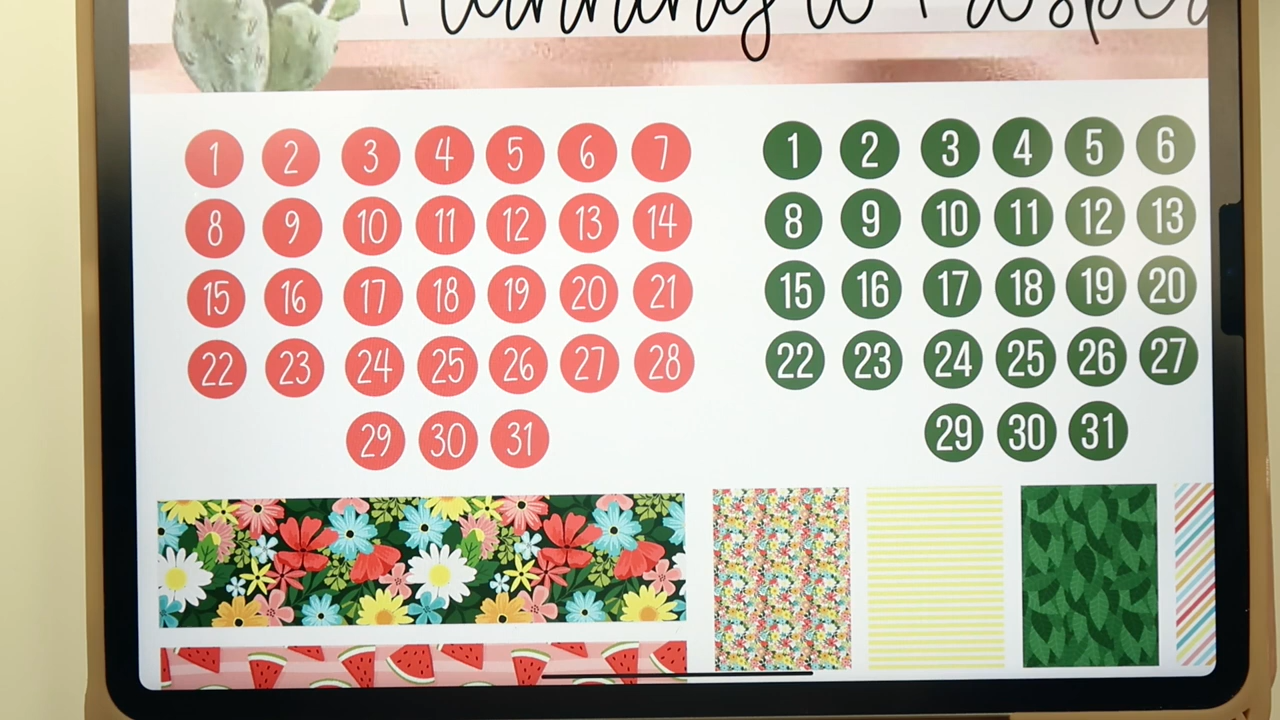 Planning to Prosper
1 2 3 4 5 6 7
8 9 10 11 12 13 14
15 16 17 18 19 20 21
22 23 24 25 26 27 28
29 30 31
1 2 3 4 5 6
8 9 10 11 12 13
15 16 17 18 19 20
22 23 24 25 26 27
29 30 31